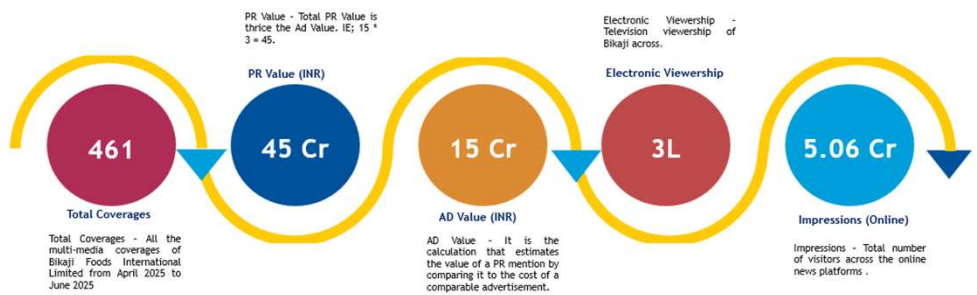 PR Value - Total PR Value is
thrice the Ad Value. IE; 15 *
3 = 45.
Electronic Viewership -
Television viewership of
Bikaji across.
PR Value (INR)
Electronic Viewership
461
45 Cr
15 Cr
3L
5.06 Cr
Total Coverages
AD Value (INR)
Impressions (Online)
Total Coverages - All the
multi-media coverages of
Bikaji Foods International
Limited from April 2025 to
June 2025
AD Value - It is the
calculation that estimates
the value of a PR mention by
comparing it to the cost of a
comparable advertisement.
Impressions - Total number
of visitors across the online
news platforms .